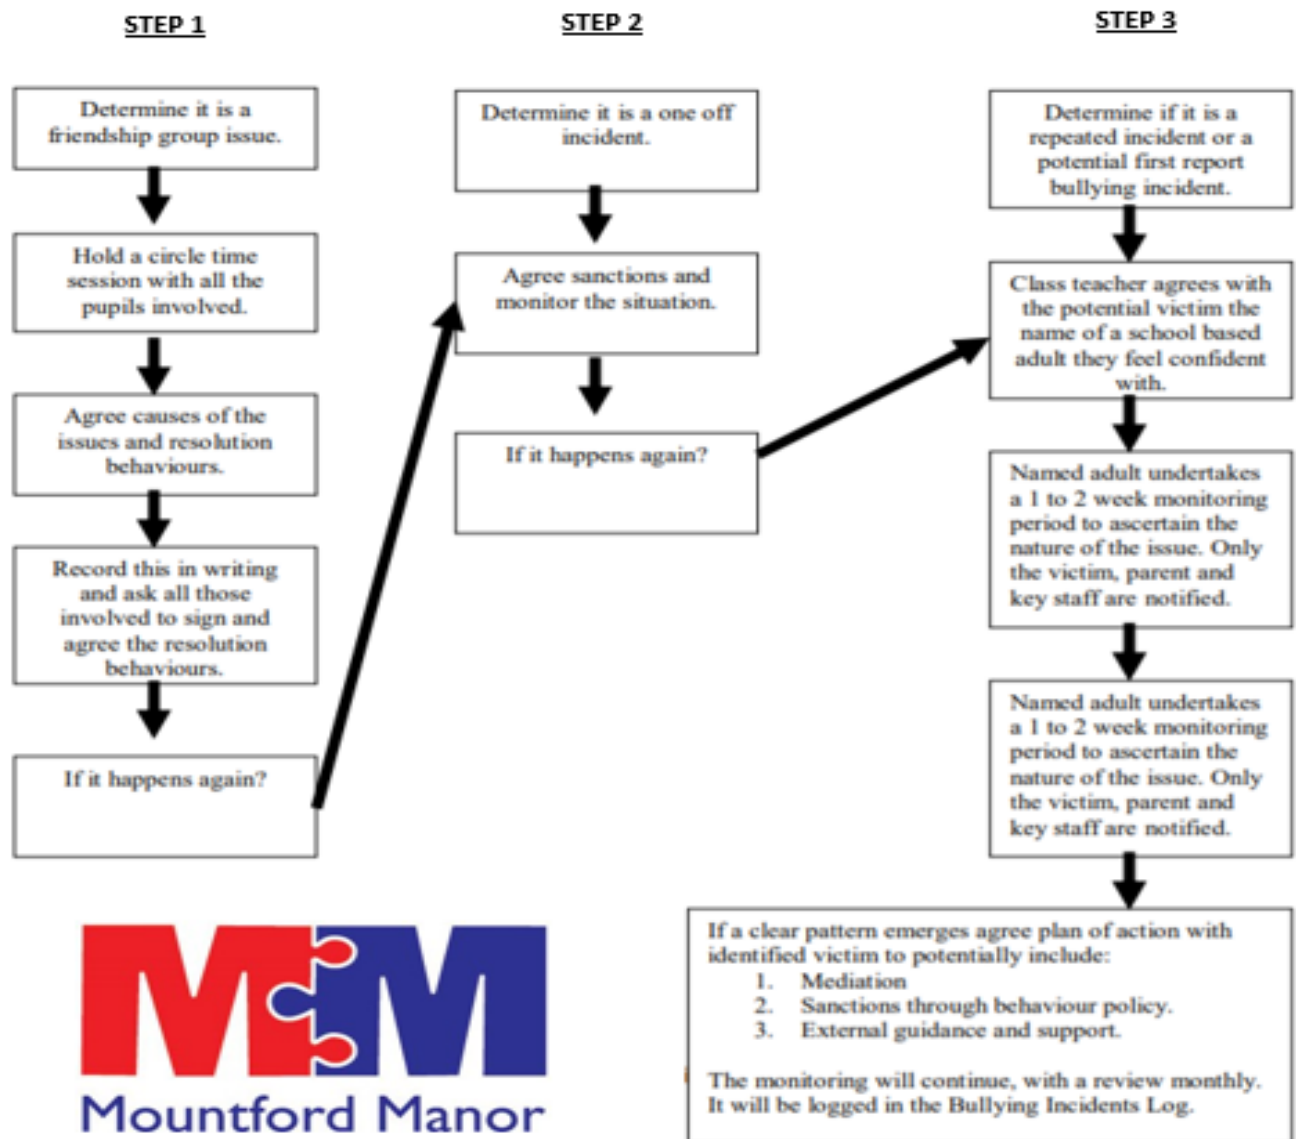 STEP 1
Determine it is a
friendship group issue.
Hold a circle time
session with all the
pupils involved.
Agree causes of the
issues and resolution
behaviours.
Record this in writing
and ask all those
involved to sign and
agree the resolution
behaviours.
If it happens again?
STEP 2
Determine it is a one off
incident.
Agree sanctions and
monitor the situation.
If it happens again?
STEP 3
Determine if it is a
repeated incident or a
potential first report
bullying incident.
Class teacher agrees with
the potential victim the
name of a school based
adult they feel confident
with.
Named adult undertakes
a 1 to 2 week monitoring
period to ascertain the
nature of the issue. Only
the victim, parent and
key staff are notified.
Named adult undertakes
a 1 to 2 week monitoring
period to ascertain the
nature of the issue. Only
the victim, parent and
key staff are notified.
If a clear pattern emerges agree plan of action with
identified victim to potentially include:
1. Mediation
2. Sanctions through behaviour policy.
3. External guidance and support.
The monitoring will continue, with a review monthly.
It will be logged in the Bullying Incidents Log.
MM
Mountford Manor